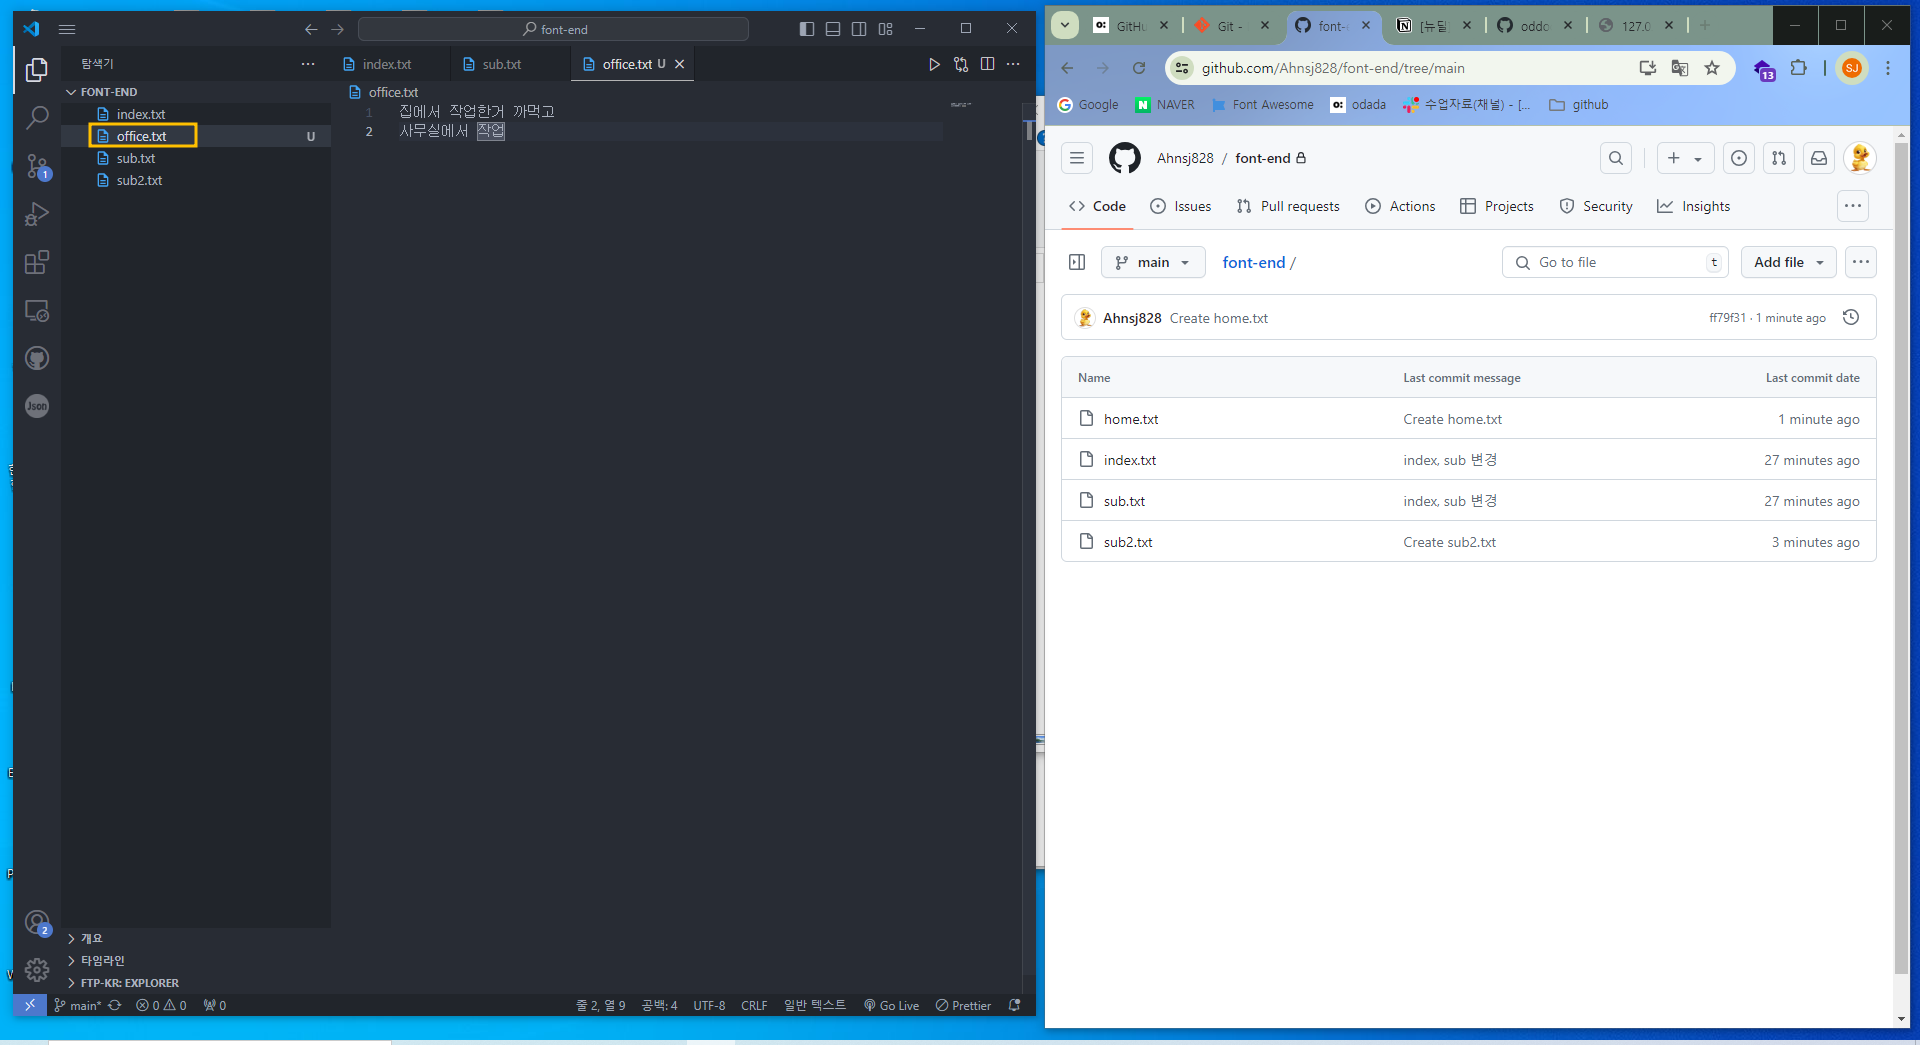 font-end
탐색기
FONT-END
index.txt
office.txt U
sub.txt
sub2.txt
개요
타임라인
FTP-KR: EXPLORER
index.txt
sub.txt
office.txt U
office.txt
1 집에서 작업한거 까먹고
2 사무실에서 작업
1
2
Json
main* 0 0 0
줄 2, 열 9 공백: 4 UTF-8 CRLF 일반 텍스트 Go Live Prettier
GitHu Git - font- [뉴딜] oddo 127.0
github.com/Ahnsj828/font-end/tree/main
13 SJ
Google NAVER Font Awesome odada 수업자료(채널) - [... github
Ahnsj828 / font-end
Code Issues Pull requests Actions Projects Security Insights
main font-end / Go to file t Add file
Ahnsj828 Create home.txt ff79f31 · 1 minute ago
Name Last commit message Last commit date
home.txt Create home.txt 1 minute ago
index.txt index, sub 변경 27 minutes ago
sub.txt index, sub 변경 27 minutes ago
sub2.txt Create sub2.txt 3 minutes ago